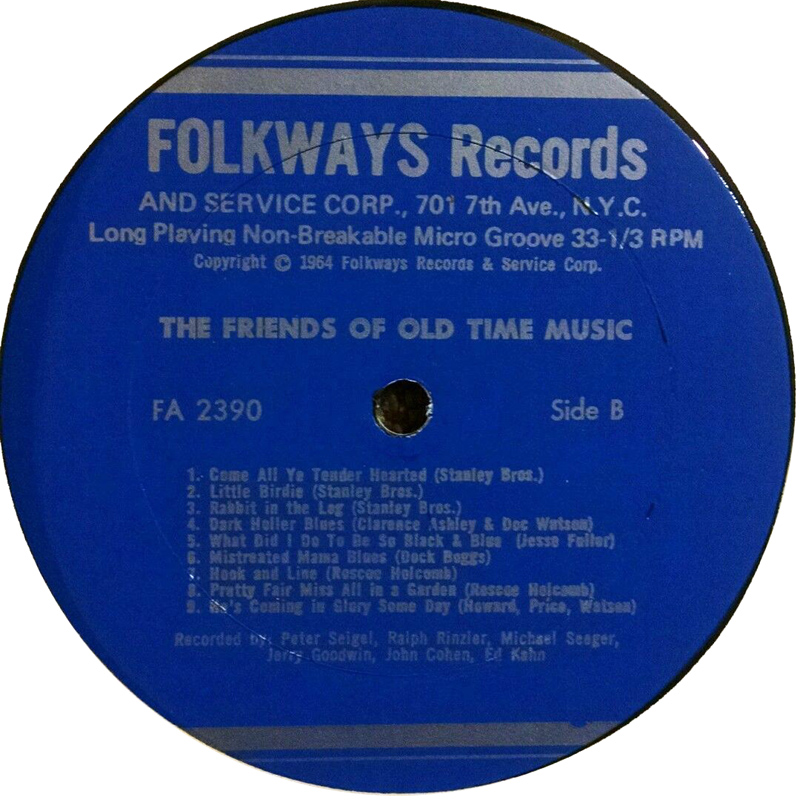 FOLKWAYS Records
AND SERVICE CORP., 701 7th Ave., N.Y.C.
Long Playing Non-Breakable Micro Groove 33-1/3 RPM
Copyright © 1964 Folkways Records & Service Corp.
THE FRIENDS OF OLD TIME MUSIC
FA 2390
Side B
1. Come All Ye Tender Hearted (Stanley Bros.)
2. Little Birdie (Stanley Bros.)
3. Rabbit in the Log (Stanley Bros.)
4. Dark Holler Blues (Clarence Ashley & Doc Watson)
5. What Did I Do To Be So Black & Blue (Jesse Fuller)
6. Mistreated Mama Blues (Dock Boggs)
7. Hook and Line (Roscoe Holcomb)
8. Pretty Fair Miss All in a Garden (Roscoe Holcomb)
9. He's Coming in Glory Some Day (Howard, Price, Watson)
Recorded by: Peter Seigel, Ralph Rinzler, Michael Seeger,
Jerry Goodwin, John Cohen, Ed Kahn